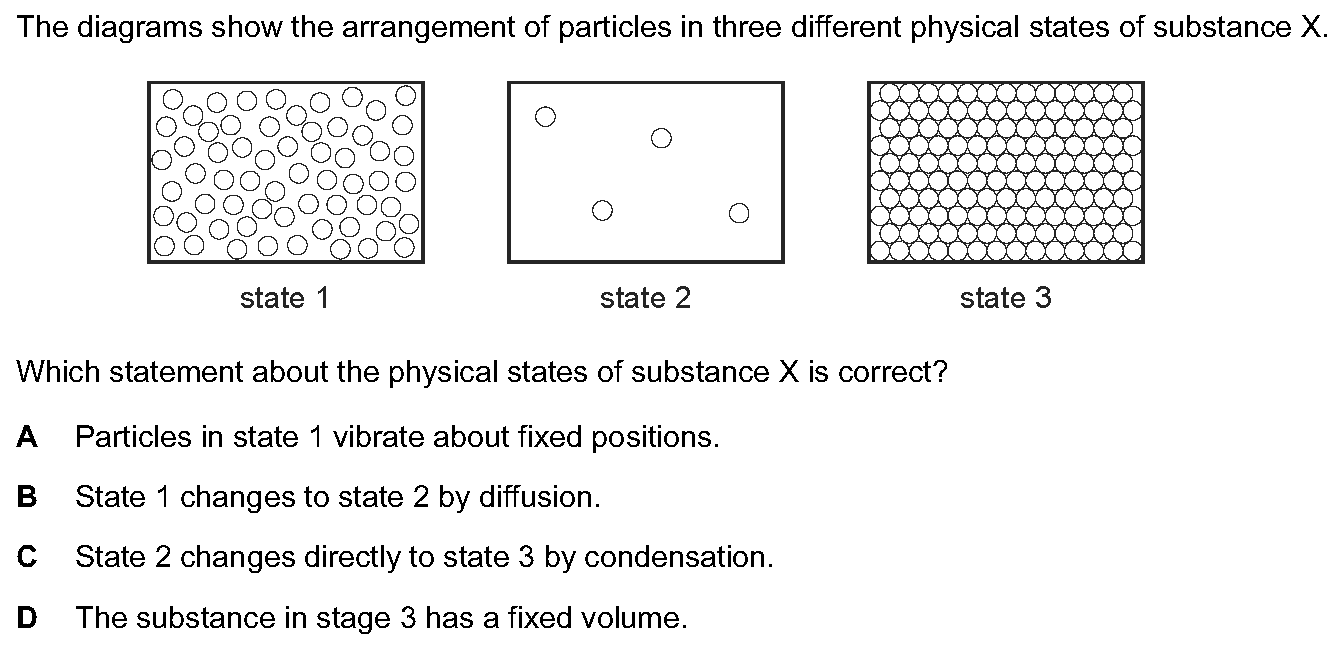 The diagrams show the arrangement of particles in three different physical states of substance X.
state 1 state 2 state 3
Which statement about the physical states of substance X is correct?
A Particles in state 1 vibrate about fixed positions.
B State 1 changes to state 2 by diffusion.
C State 2 changes directly to state 3 by condensation.
D The substance in stage 3 has a fixed volume.